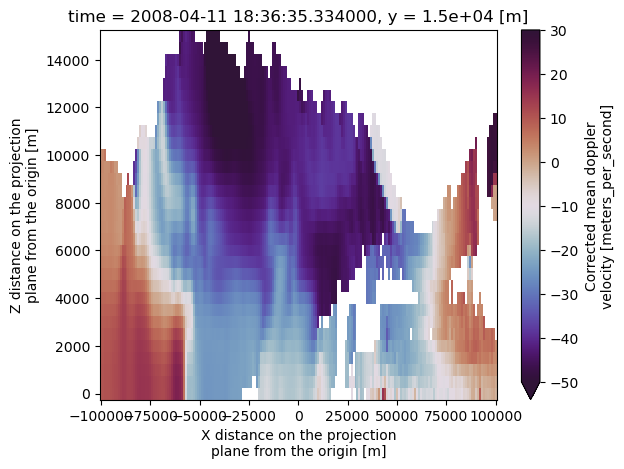 time = 2008-04-11 18:36:35.334000, y = 1.5e+04 [m]
14000
12000
10000
8000
6000
4000
2000
0
Z distance on the projection
plane from the origin [m]
−100000 −75000 −50000 −25000 0 25000 50000 75000 100000
X distance on the projection
plane from the origin [m]
30
20
10
0
−10
−20
−30
−40
−50
Corrected mean doppler
velocity [meters_per_second]